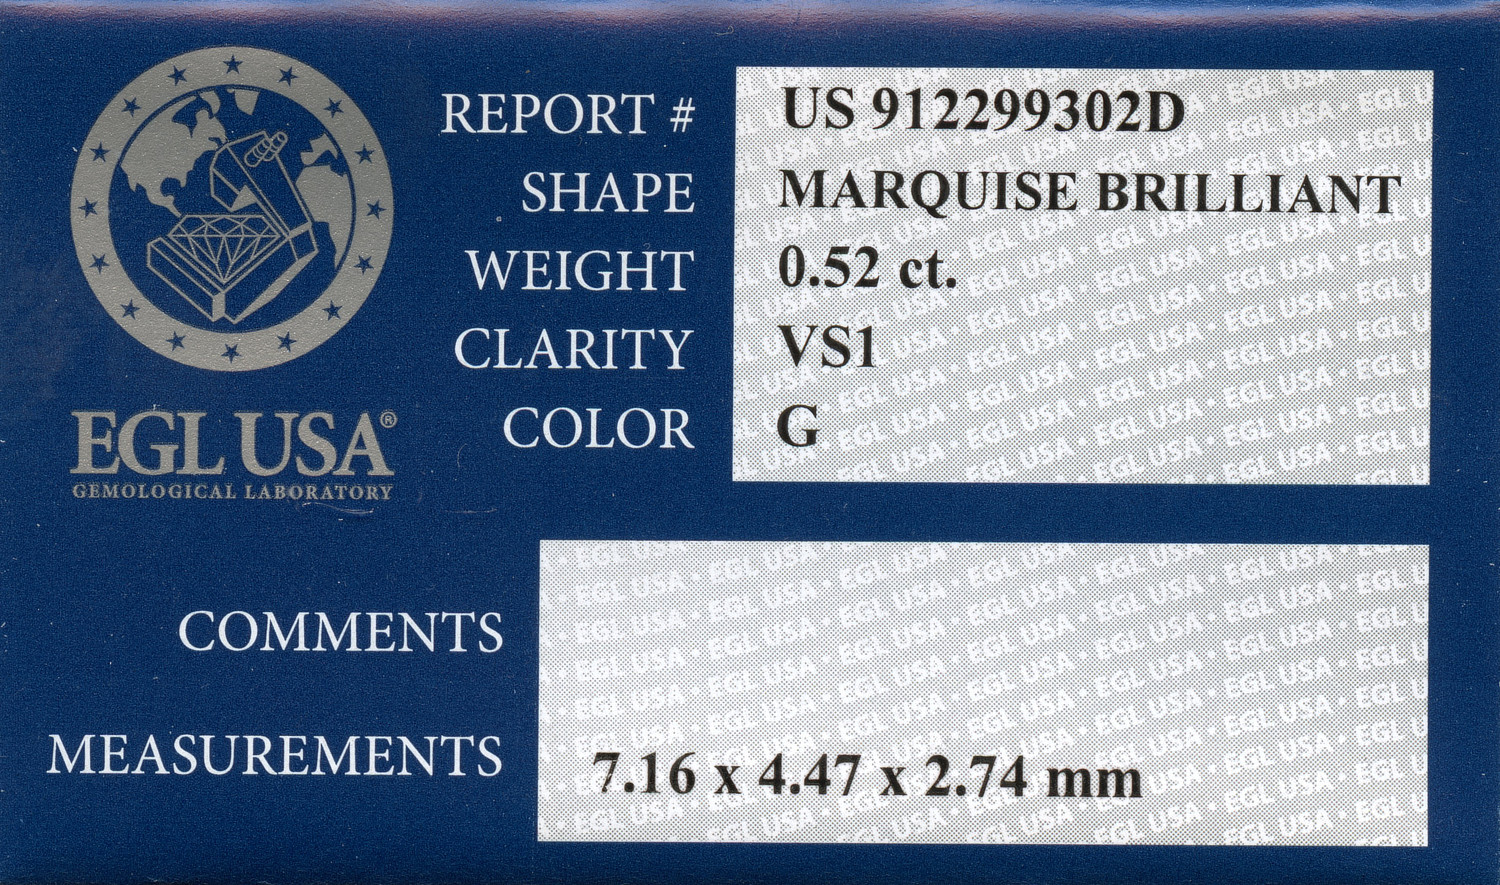 REPORT # US 912299302D
SHAPE MARQUISE BRILLIANT
WEIGHT 0.52 ct.
CLARITY VS1
COLOR G
EGL USA®
GEMOLOGICAL LABORATORY
COMMENTS
MEASUREMENTS 7.16 x 4.47 x 2.74 mm